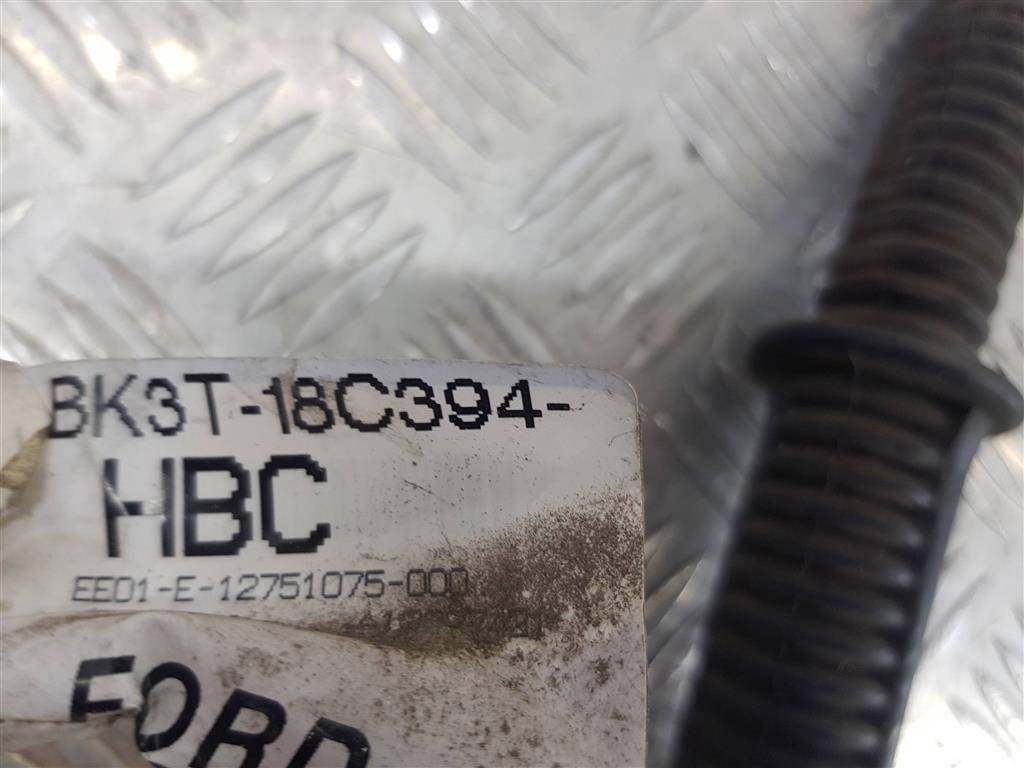 BK3T-18C394-
HBC
EE01-E-12751075-000
FORD